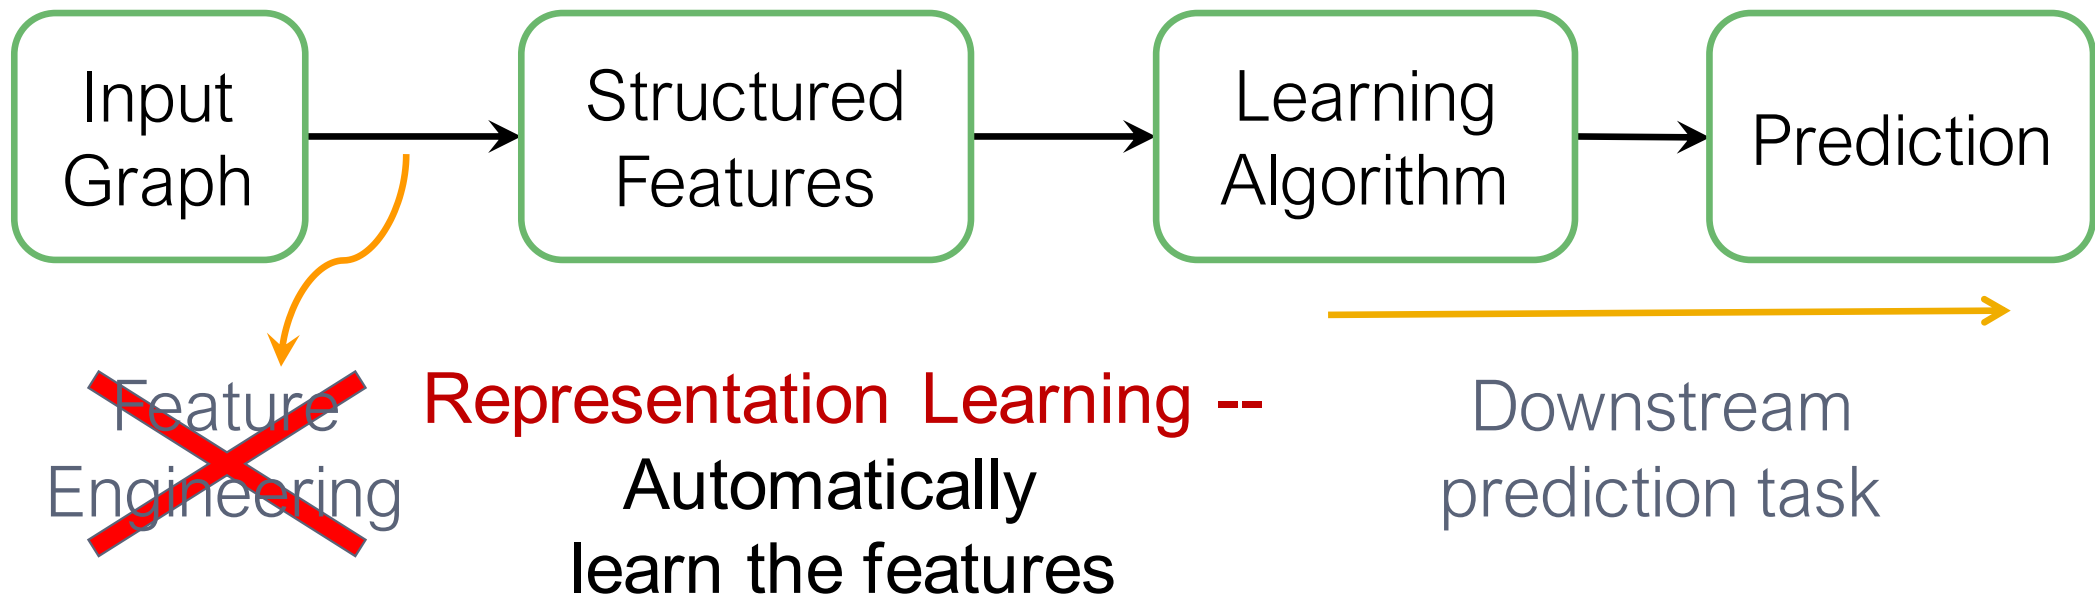 Input
Graph
Structured
Features
Learning
Algorithm
Prediction
Feature
Engineering
Representation Learning --
Automatically
learn the features
Downstream
prediction task